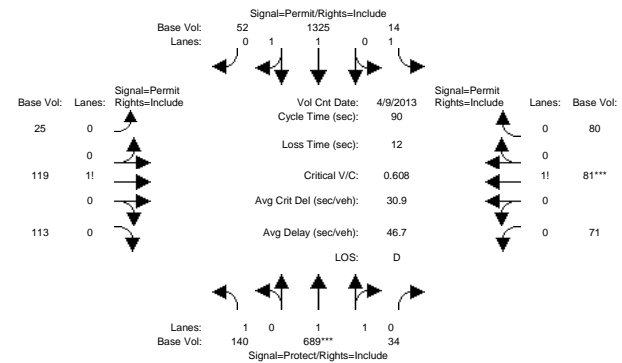 Signal=Permit/Rights=Include
Base Vol: 52 1325 14
Lanes: 0 1 1 0 1
Signal=Permit Signal=Permit
Base Vol: Lanes: Rights=Include Vol Cnt Date: 4/9/2013 Rights=Include Lanes: Base Vol:
Cycle Time (sec): 90
25 0 0 80
Loss Time (sec): 12
0 0
119 1! Critical V/C: 0.608 1! 81***
0 Avg Crit Del (sec/veh): 30.9 0
113 0 Avg Delay (sec/veh): 46.7 0 71
LOS: D
Lanes: 1 0 1 1 0
Base Vol: 140 689*** 34
Signal=Protect/Rights=Include